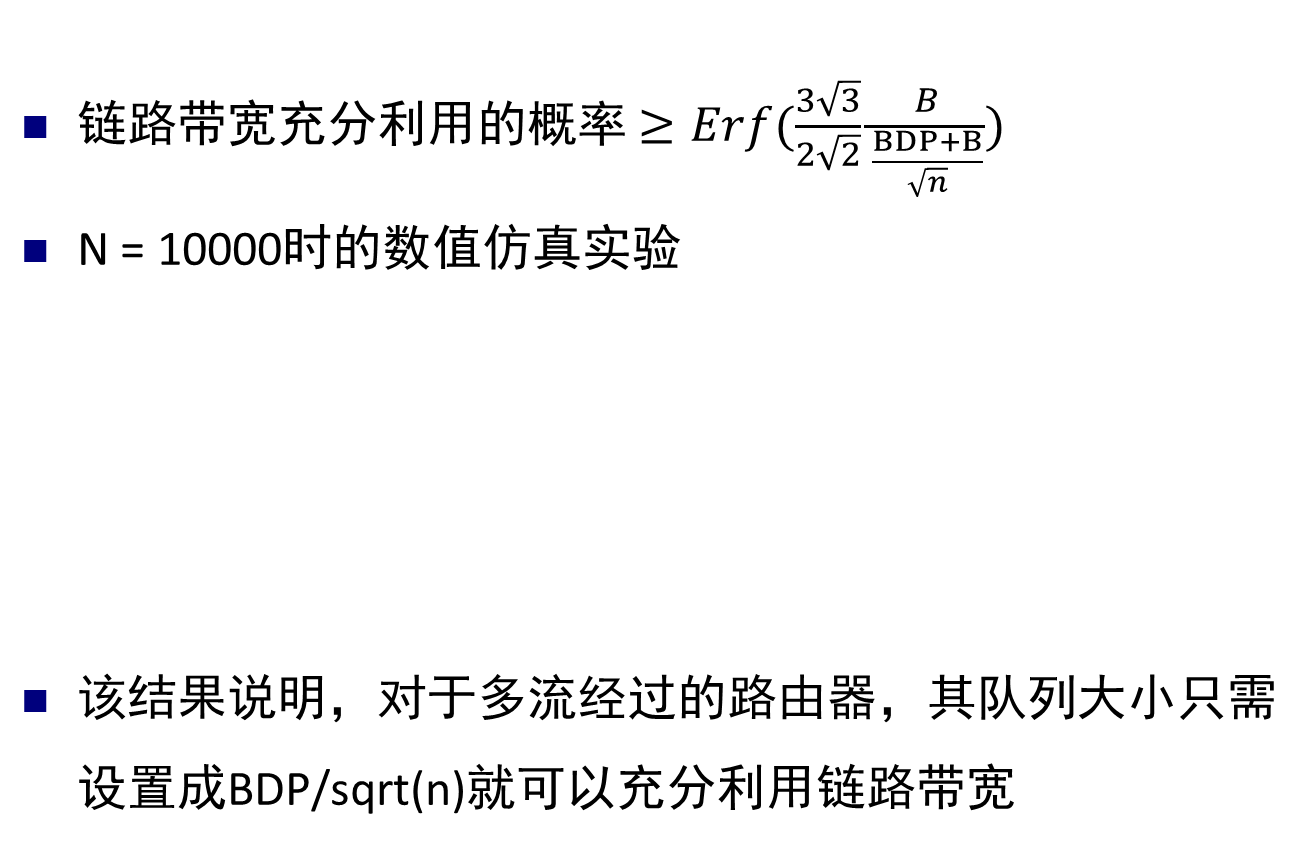 ■ 链路带宽充分利用的概率 ≥ Erf(\frac{3√3}{2√2} \frac{B}{\frac{BDP+B}{√n}})
■ N = 10000时的数值仿真实验
■ 该结果说明，对于多流经过的路由器，其队列大小只需
设置成BDP/sqrt(n)就可以充分利用链路带宽